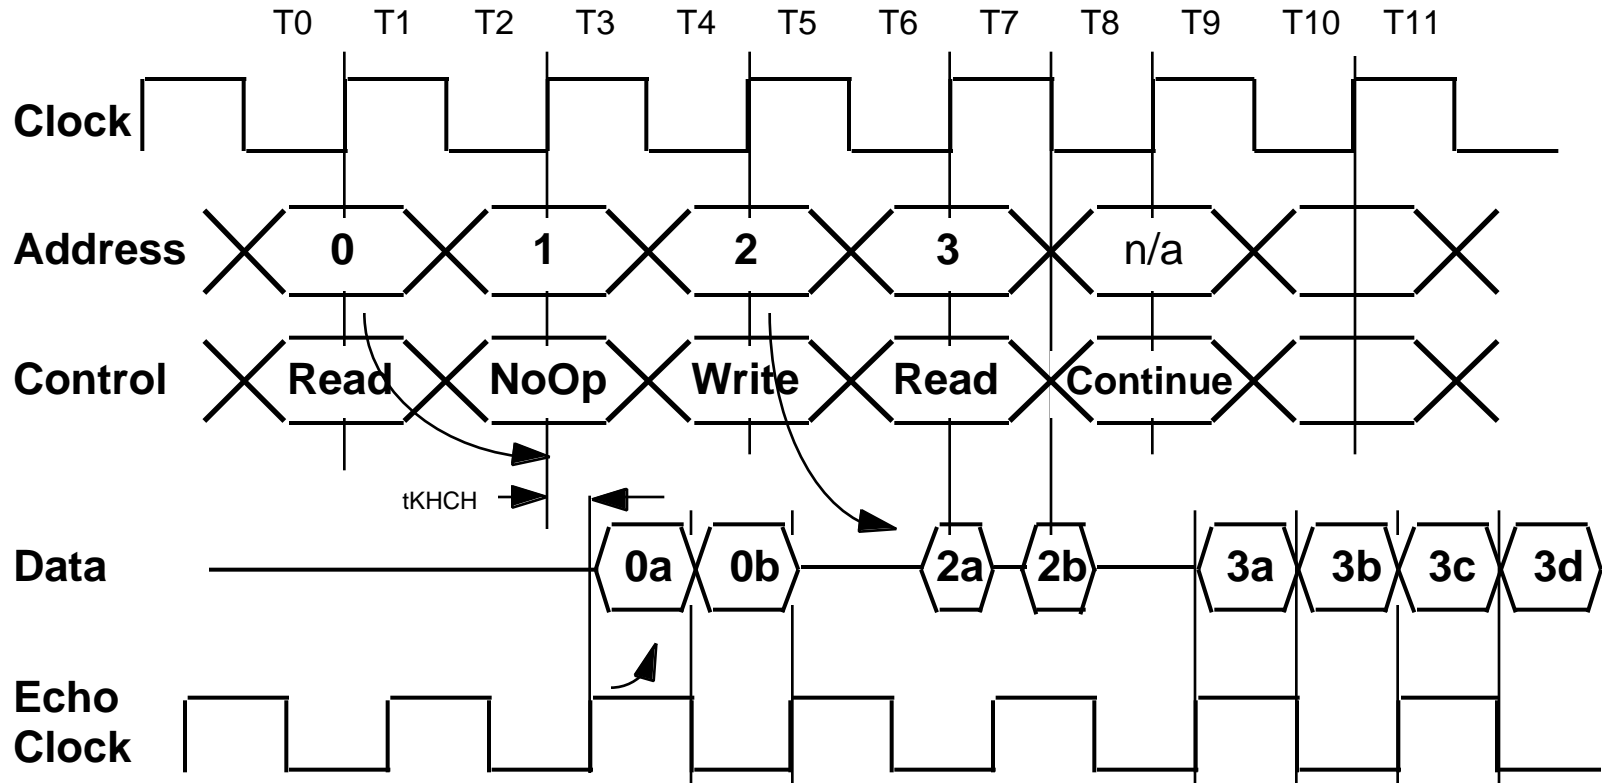 T0 T1 T2 T3 T4 T5 T6 T7 T8 T9 T10 T11
Clock
Address 0 1 2 3 n/a
Control Read NoOp Write Read Continue
tKHCH
Data 0a 0b 2a 2b 3a 3b 3c 3d
Echo
Clock